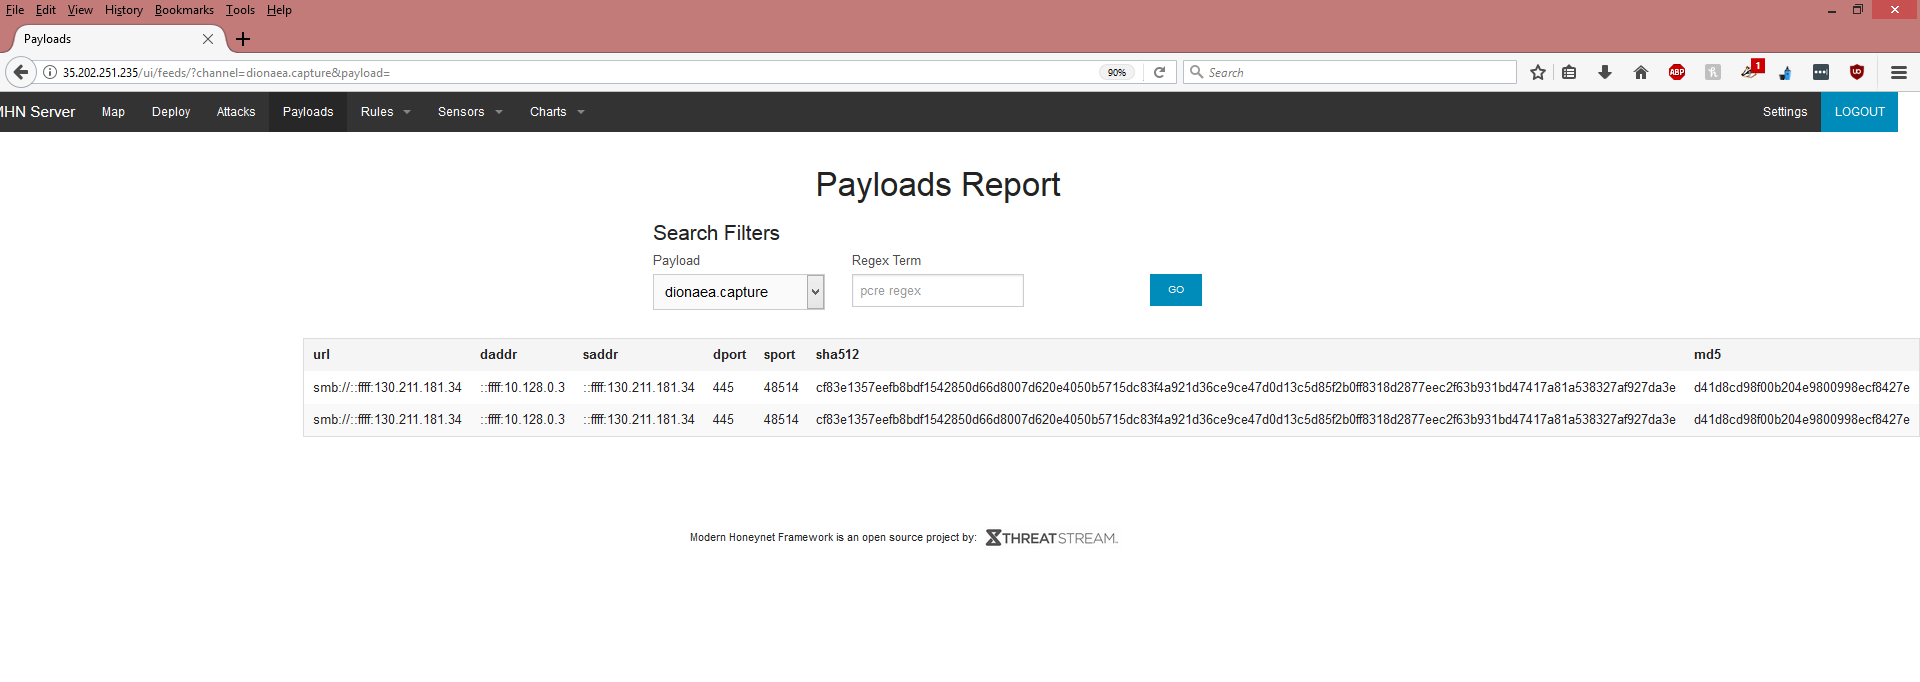 File Edit View History Bookmarks Tools Help
Payloads
35.202.251.235/ui/feeds/?channel=dionaea.capture&payload= 90% Search ABP 1
MHN Server Map Deploy Attacks Payloads Rules Sensors Charts Settings LOGOUT
Payloads Report
Search Filters
Payload Regex Term
dionaea.capture pcre regex GO
url daddr saddr dport sport sha512 md5
smb://::ffff:130.211.181.34 ::ffff:10.128.0.3 ::ffff:130.211.181.34 445 48514 cf83e1357eefb8bdf1542850d66d8007d620e4050b5715dc83f4a921d36ce9ce47d0d13c5d85f2b0ff8318d2877eec2f63b931bd47417a81a538327af927da3e d41d8cd98f00b204e9800998ecf8427e
smb://::ffff:130.211.181.34 ::ffff:10.128.0.3 ::ffff:130.211.181.34 445 48514 cf83e1357eefb8bdf1542850d66d8007d620e4050b5715dc83f4a921d36ce9ce47d0d13c5d85f2b0ff8318d2877eec2f63b931bd47417a81a538327af927da3e d41d8cd98f00b204e9800998ecf8427e
Modern Honeynet Framework is an open source project by: THREATSTREAM